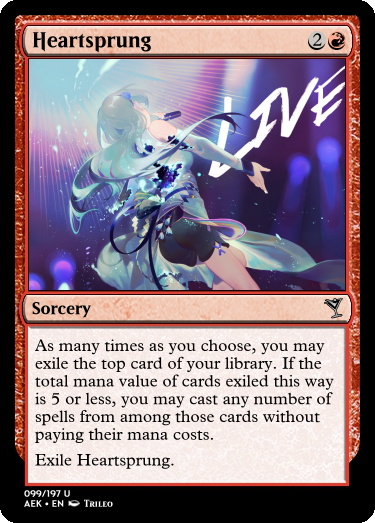 Heartsprung 2
LIVE
Sorcery
As many times as you choose, you may
exile the top card of your library. If the
total mana value of cards exiled this way
is 5 or less, you may cast any number of
spells from among those cards without
paying their mana costs.
Exile Heartsprung.
099/197 U
AEK • EN TRILEO